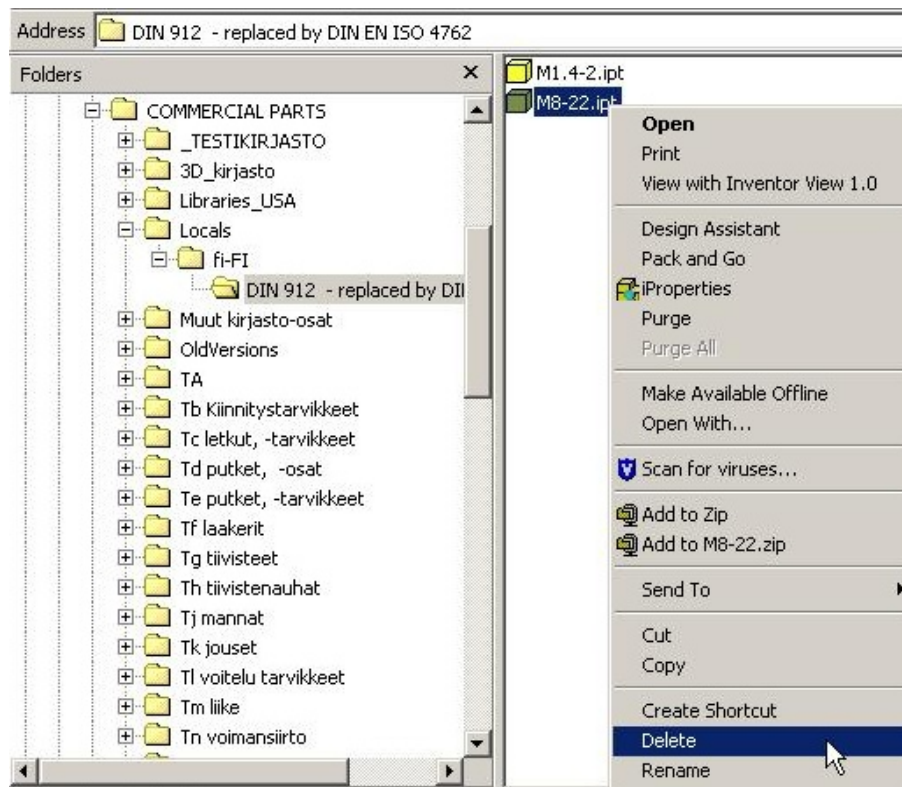 Address DIN 912 - replaced by DIN EN ISO 4762
Folders
COMMERCIAL PARTS
_TESTIKIRJASTO
3D_kirjasto
Libraries_USA
Locals
fi-FI
DIN 912 - replaced by DI
Muut kirjasto-osat
OldVersions
TA
Tb Kiinnitystarvikkeet
Tc letkut, -tarvikkeet
Td putket, -osat
Te putket, -tarvikkeet
Tf laakerit
Tg tiivisteet
Th tiivistenauhat
Tj mannat
Tk jouset
Tl voitelu tarvikkeet
Tm liike
Tn voimansiirto
M1.4-2.ipt
M8-22.ipt
Open
Print
View with Inventor View 1.0
Design Assistant
Pack and Go
iProperties
Purge
Purge All
Make Available Offline
Open With...
Scan for viruses...
Add to Zip
Add to M8-22.zip
Send To
Cut
Copy
Create Shortcut
Delete
Rename